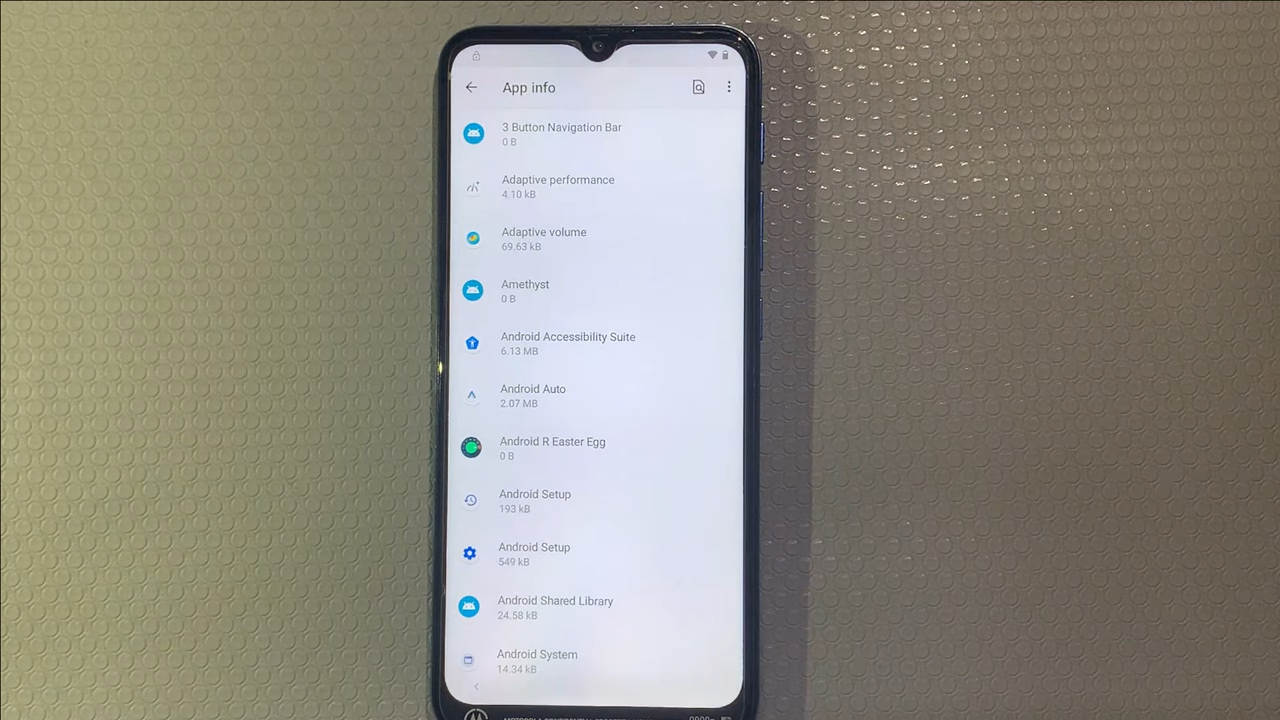 App info
3 Button Navigation Bar
0 B
Adaptive performance
4.10 kB
Adaptive volume
69.63 kB
Amethyst
0 B
Android Accessibility Suite
6.13 MB
Android Auto
2.07 MB
Android R Easter Egg
0 B
Android Setup
193 kB
Android Setup
549 kB
Android Shared Library
24.58 kB
Android System
14.34 kB
MOTOROLA CONFIDENTIAL